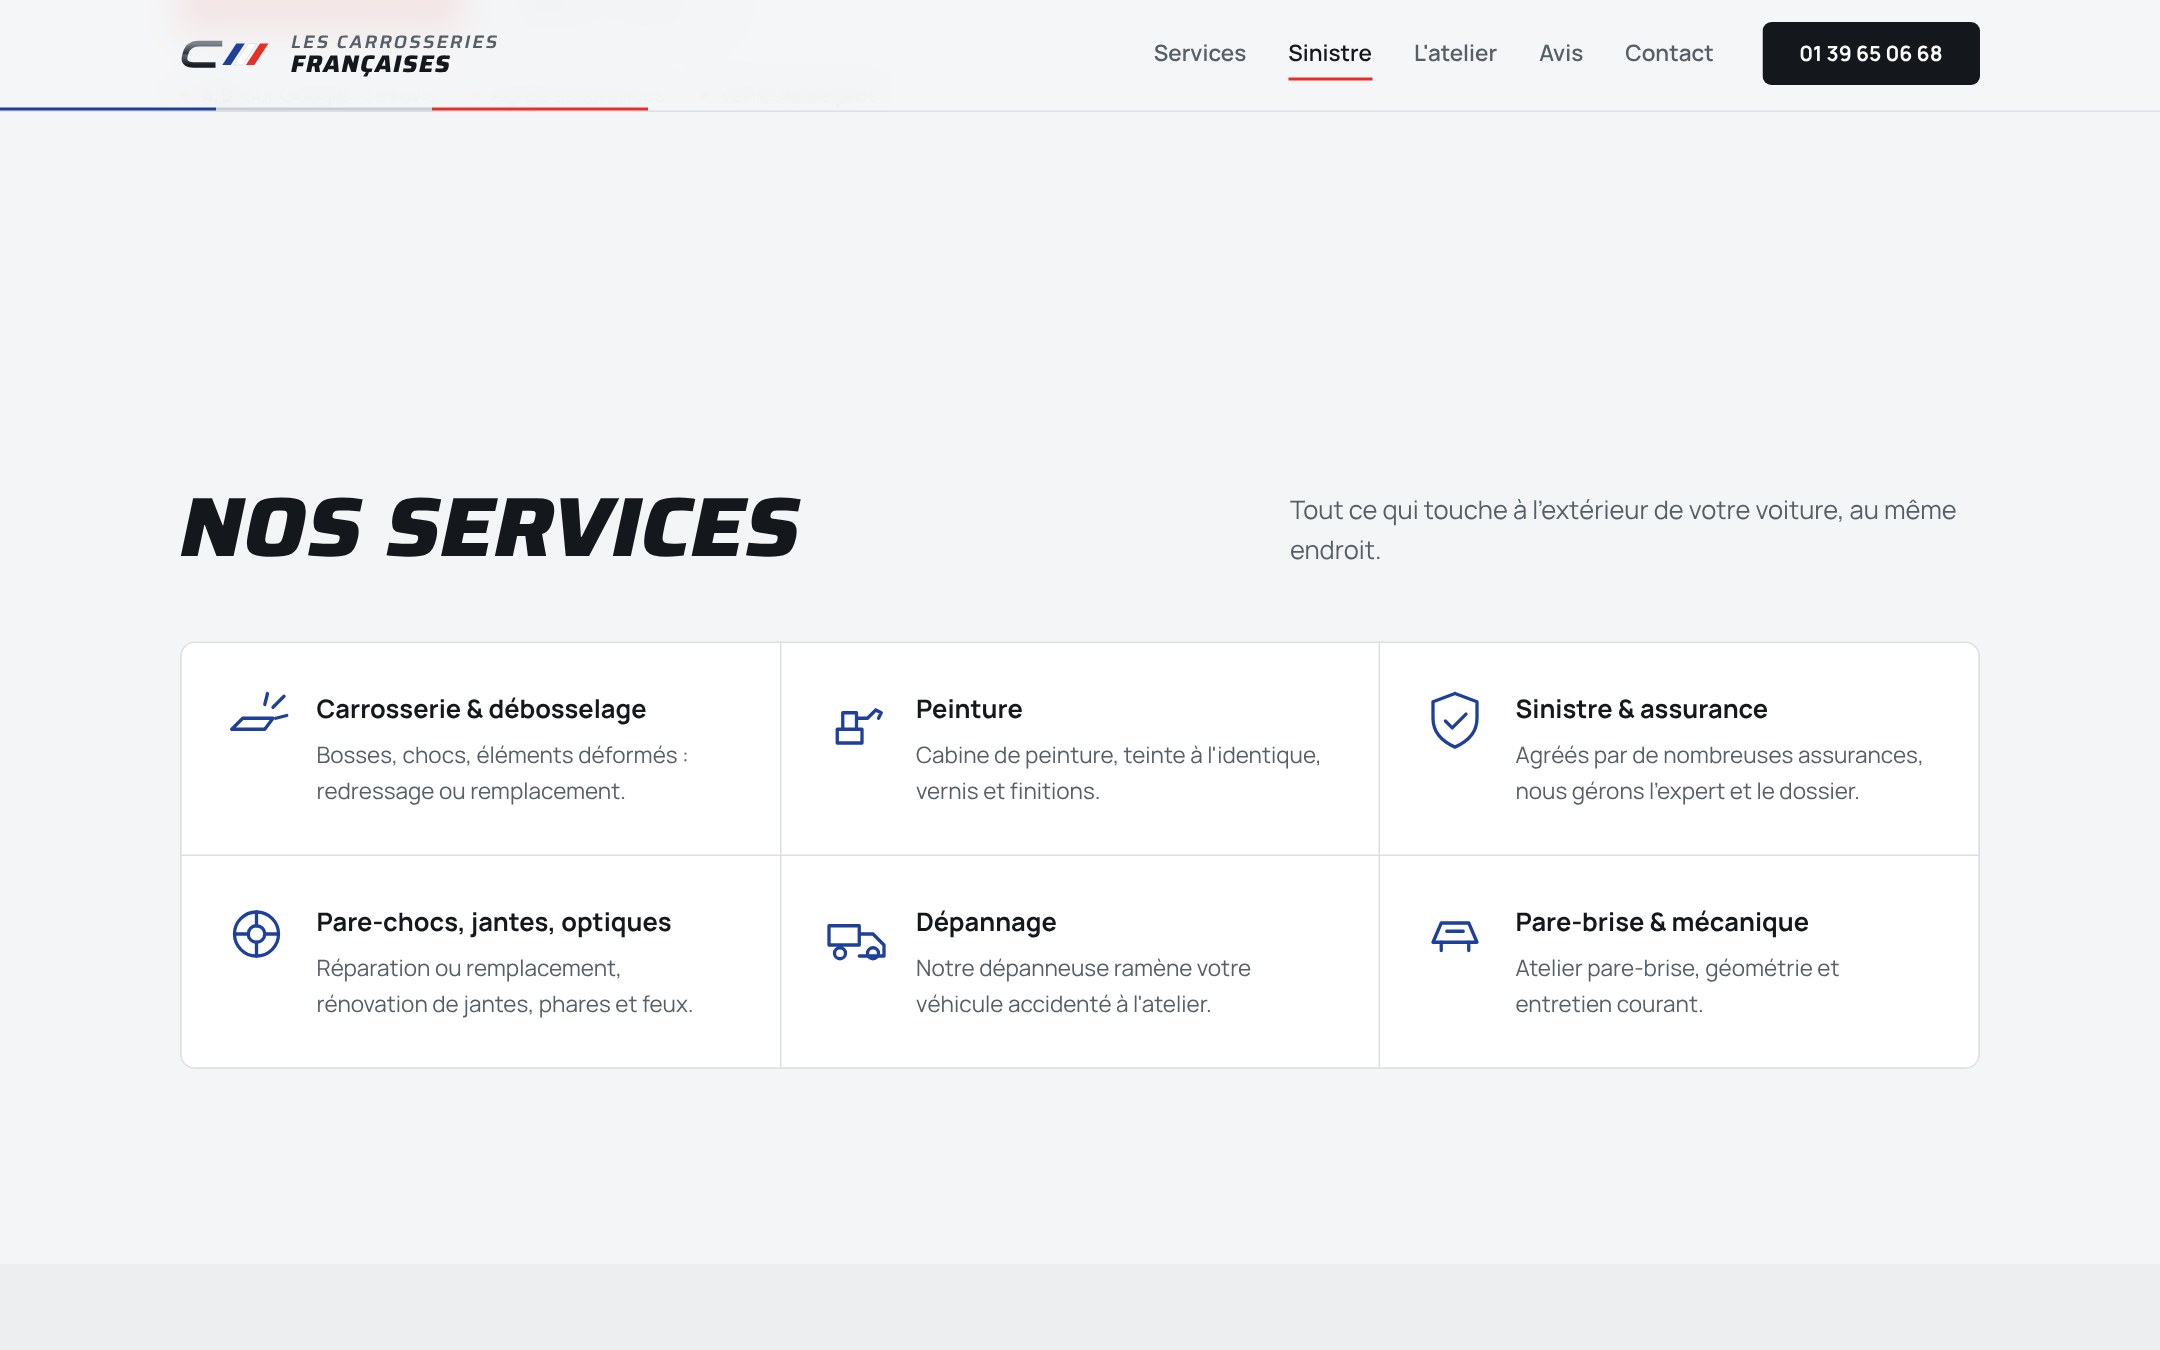 LES CARROSSERIES
FRANÇAISES
Services
Sinistre
L'atelier
Avis
Contact
01 39 65 06 68
NOS SERVICES
Tout ce qui touche à l'extérieur de votre voiture, au même
endroit.
Carrosserie & débosselage
Bosses, chocs, éléments déformés :
redressage ou remplacement.
Peinture
Cabine de peinture, teinte à l'identique,
vernis et finitions.
Sinistre & assurance
Agréés par de nombreuses assurances,
nous gérons l'expert et le dossier.
Pare-chocs, jantes, optiques
Réparation ou remplacement,
rénovation de jantes, phares et feux.
Dépannage
Notre dépanneuse ramène votre
véhicule accidenté à l'atelier.
Pare-brise & mécanique
Atelier pare-brise, géométrie et
entretien courant.